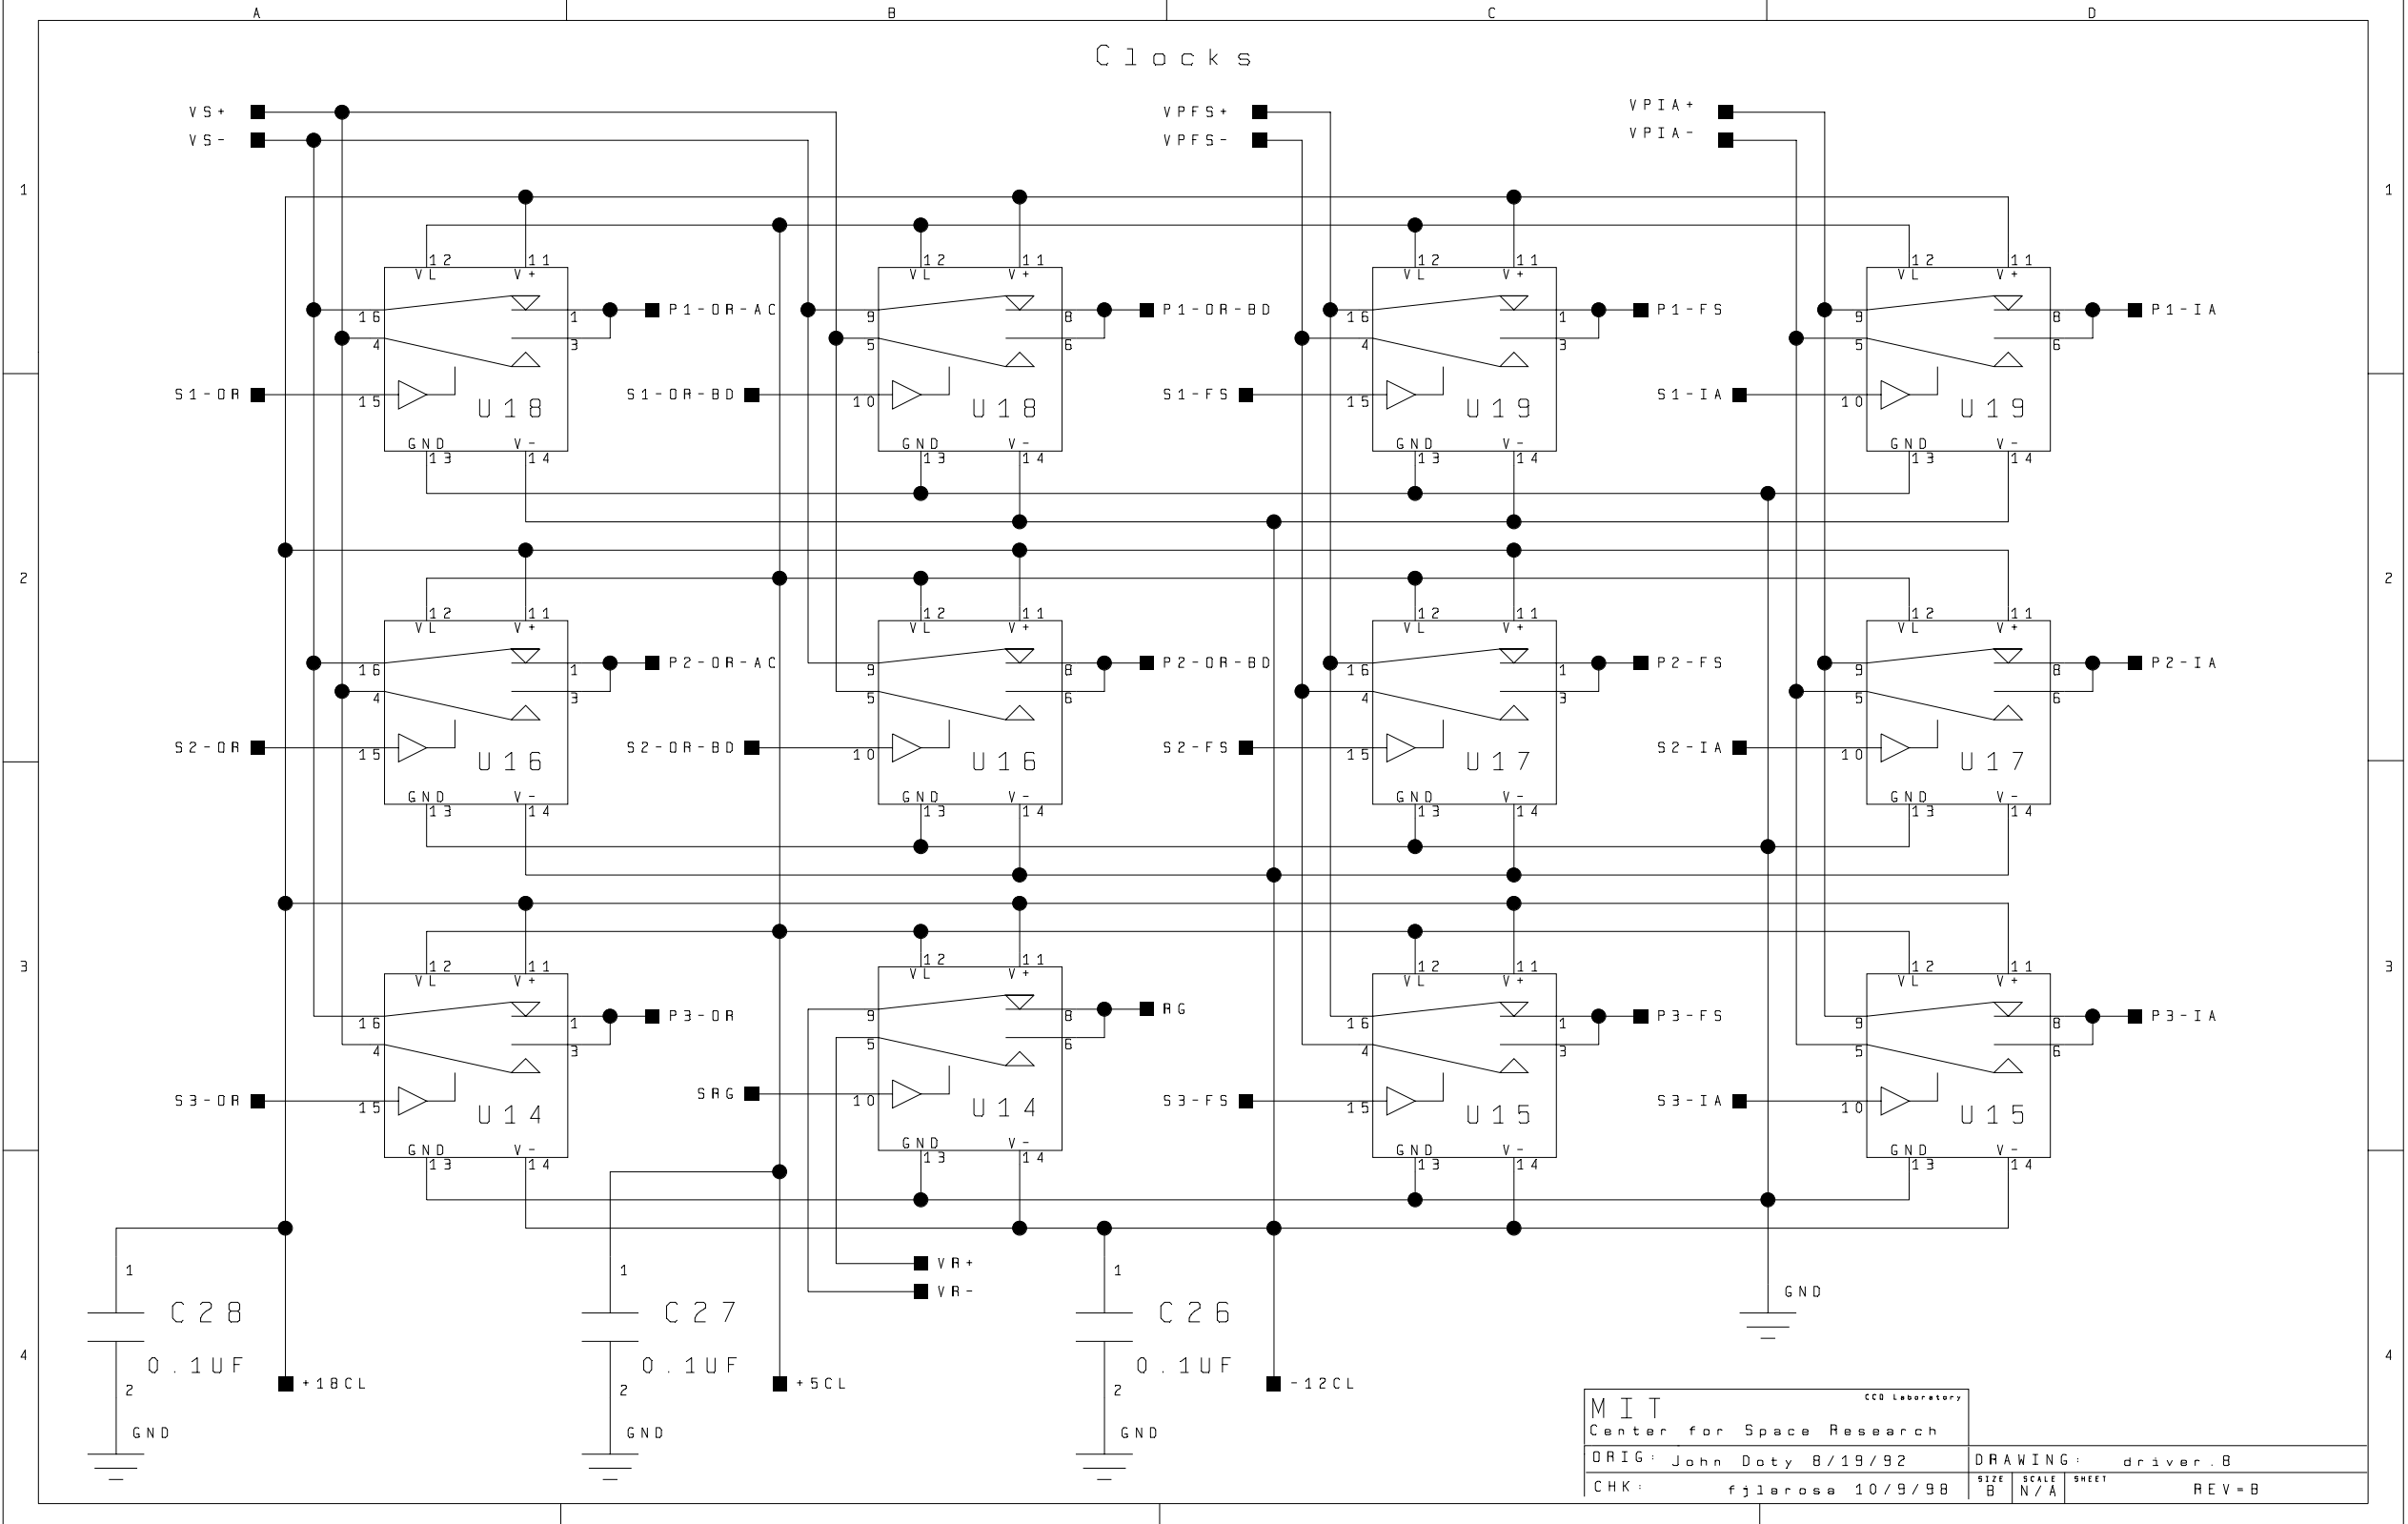 A B C D
Clocks
VS+ VPFS+ VPIA+
VS- VPFS- VPIA-
1 1
12 11 12 11 12 11 12 11
VL V+ VL V+ VL V+ VL V+
16 1 P1-OR-AC 9 8 P1-OR-BD 16 1 P1-FS 9 8 P1-IA
4 3 5 6 4 3 5 6
S1-OR 15 U18 S1-OR-BD 10 U18 S1-FS 15 U19 S1-IA 10 U19
GND V- GND V- GND V- GND V-
13 14 13 14 13 14 13 14
2 2
12 11 12 11 12 11 12 11
VL V+ VL V+ VL V+ VL V+
16 1 P2-OR-AC 9 8 P2-OR-BD 16 1 P2-FS 9 8 P2-IA
4 3 5 6 4 3 5 6
S2-OR 15 U16 S2-OR-BD 10 U16 S2-FS 15 U17 S2-IA 10 U17
GND V- GND V- GND V- GND V-
13 14 13 14 13 14 13 14
3 3
12 11 12 11 12 11 12 11
VL V+ VL V+ VL V+ VL V+
16 1 P3-OR 9 8 RG 16 1 P3-FS 9 8 P3-IA
4 3 5 6 4 3 5 6
S3-OR 15 U14 SRG 10 U14 S3-FS 15 U15 S3-IA 10 U15
GND V- GND V- GND V- GND V-
13 14 13 14 13 14 13 14
1 1 VR+ 1
VR- GND
C28 C27 C26
4 4
0.1UF 0.1UF 0.1UF
2 +18CL 2 +5CL 2 -12CL
GND GND GND
MIT CCD Laboratory
Center for Space Research
ORIG: John Doty 8/19/92 DRAWING: driver.8
CHK: fjlarosa 10/9/98 SIZE B SCALE N/A SHEET REV=B